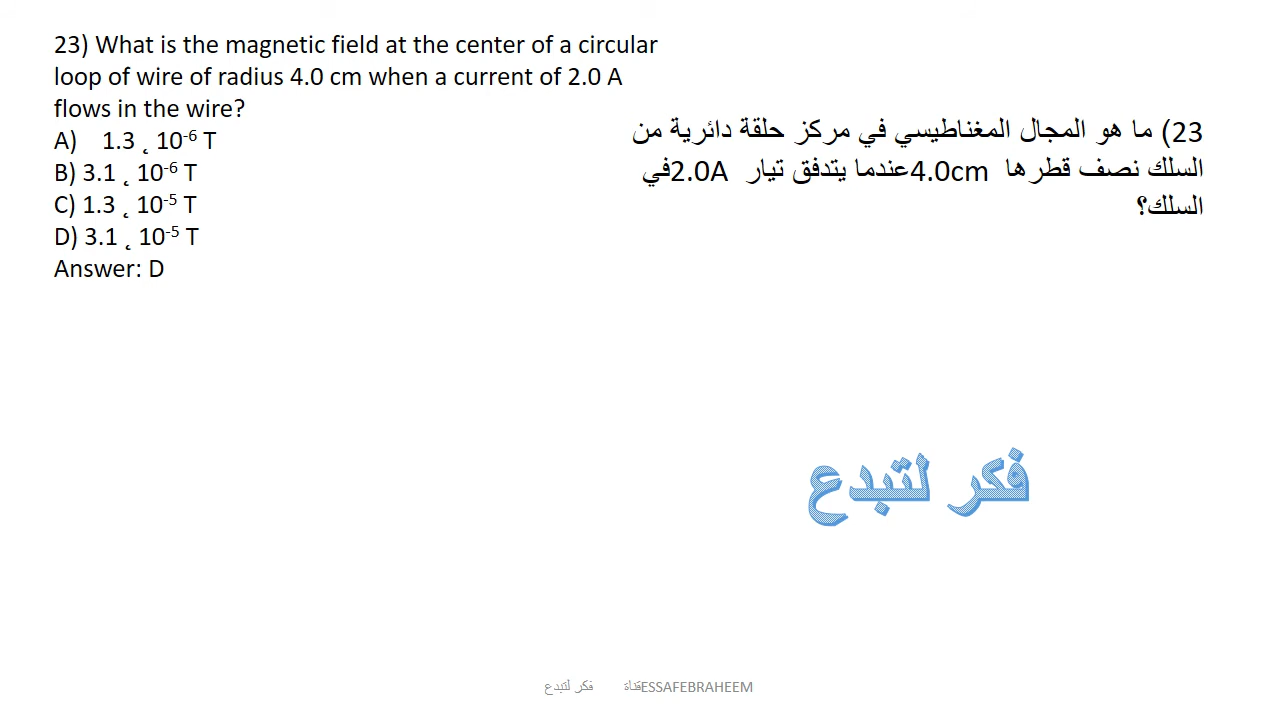 23) What is the magnetic field at the center of a circular
loop of wire of radius 4.0 cm when a current of 2.0 A
flows in the wire?
A) 1.3 ˛ 10-6 T
B) 3.1 ˛ 10-6 T
C) 1.3 ˛ 10-5 T
D) 3.1 ˛ 10-5 T
Answer: D
23) ما هو المجال المغناطيسي في مركز حلقة دائرية من
السلك نصف قطرها 4.0cm عندما يتدفق تيار 2.0A في
السلك؟
فكر لتبدع
قناة ESSAFEBRAHEEM فكر لتبدع